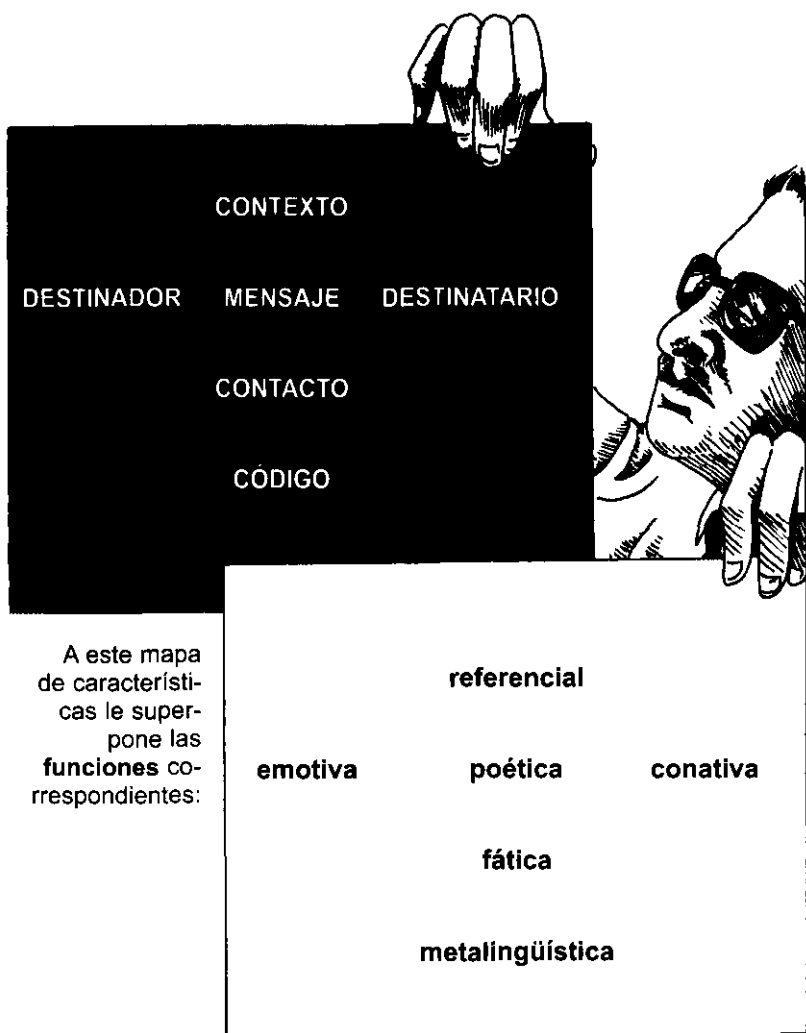 CONTEXTO
DESTINADOR MENSAJE DESTINATARIO
CONTACTO
CÓDIGO
A este mapa
de característi-
cas le super-
pone las
funciones co-
rrespondientes:
referencial
emotiva poética conativa
fática
metalingüística